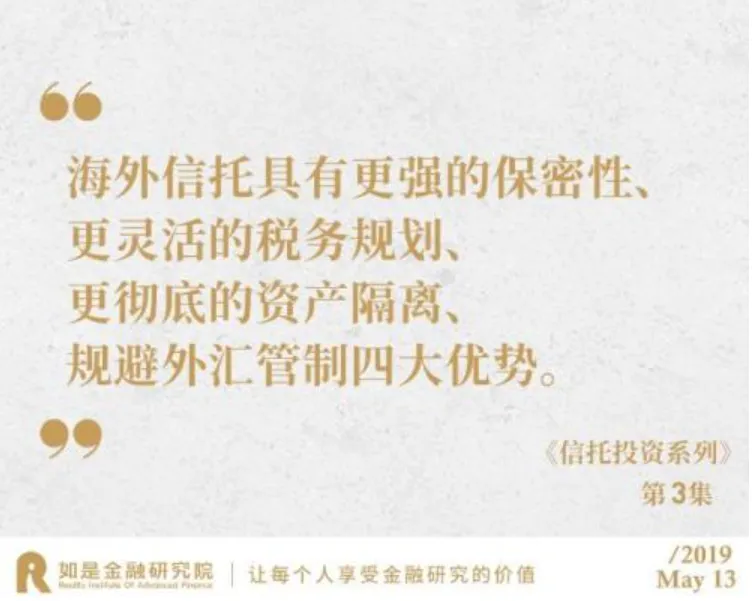 “
海外信托具有更强的保密性、
更灵活的税务规划、
更彻底的资产隔离、
规避外汇管制四大优势。
”
《信托投资系列》
第3集
如是金融研究院
Reality Institute Of Advanced Finance
让每个人享受金融研究的价值
/2019
May 13